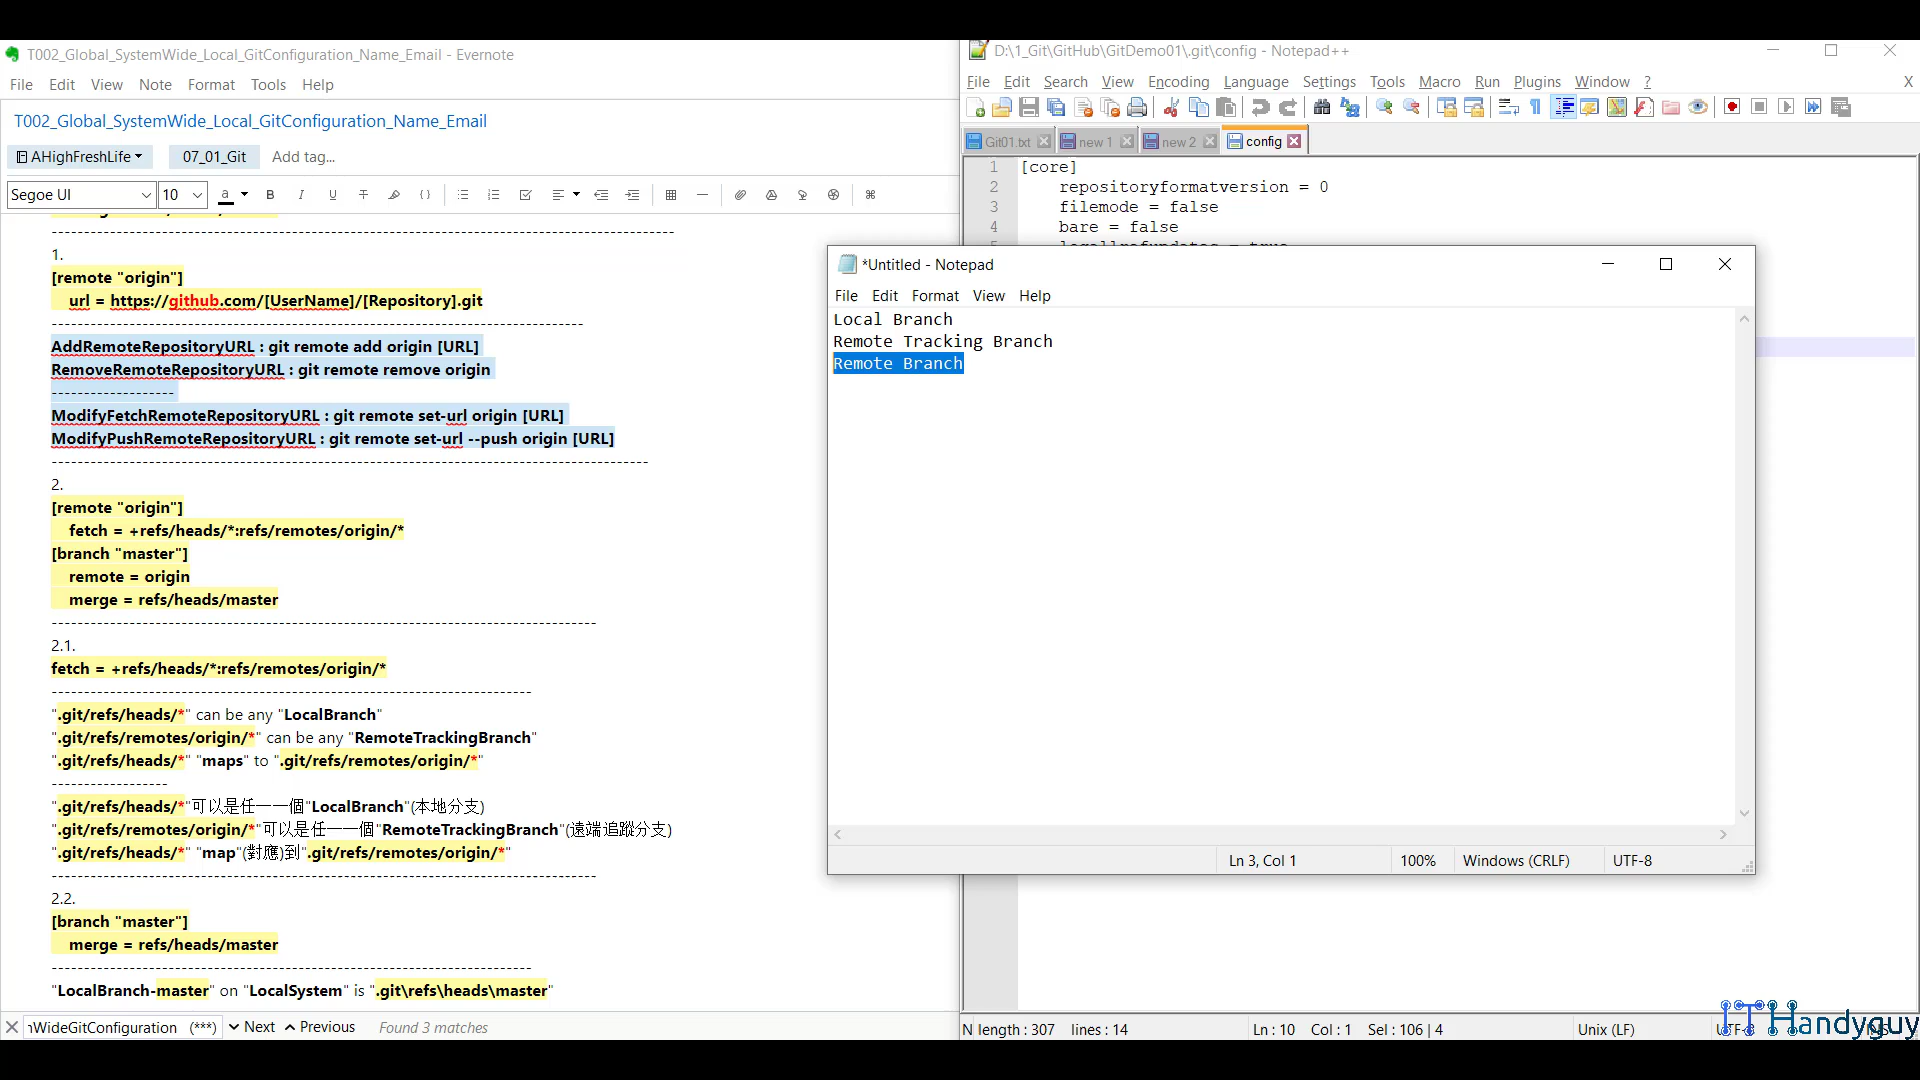 T002_Global_SystemWide_Local_GitConfiguration_Name_Email - Evernote
File Edit View Note Format Tools Help
T002_Global_SystemWide_Local_GitConfiguration_Name_Email
AHighFreshLife 07_01_Git Add tag...
Segoe UI 10
--------------------------------------------------------------------------------------
1.
[remote "origin"]
url = https://github.com/[UserName]/[Repository].git
--------------------------------------------------------------------------------
AddRemoteRepositoryURL : git remote add origin [URL]
RemoveRemoteRepositoryURL : git remote remove origin
-------------------
ModifyFetchRemoteRepositoryURL : git remote set-url origin [URL]
ModifyPushRemoteRepositoryURL : git remote set-url --push origin [URL]
--------------------------------------------------------------------------------------
2.
[remote "origin"]
fetch = +refs/heads/*:refs/remotes/origin/*
[branch "master"]
remote = origin
merge = refs/heads/master
----------------------------------------------------------------------------------
2.1.
fetch = +refs/heads/*:refs/remotes/origin/*
-------------------------------------------------------------------------
".git/refs/heads/*" can be any "LocalBranch"
".git/refs/remotes/origin/*" can be any "RemoteTrackingBranch"
".git/refs/heads/*" "maps" to ".git/refs/remotes/origin/*"
------------------
".git/refs/heads/*"可以是任一一個"LocalBranch"(本地分支)
".git/refs/remotes/origin/*"可以是任一一個"RemoteTrackingBranch"(遠端追蹤分支)
".git/refs/heads/*" "map"(對應)到".git/refs/remotes/origin/*"
----------------------------------------------------------------------------------
2.2.
[branch "master"]
merge = refs/heads/master
-------------------------------------------------------------------------
"LocalBranch-master" on "LocalSystem" is ".git\refs\heads\master"
ıWideGitConfiguration (***) Next Previous Found 3 matches
D:\1_Git\GitHub\GitDemo01\.git\config - Notepad++
File Edit Search View Encoding Language Settings Tools Macro Run Plugins Window ? X
Git01.txt new 1 new 2 config
1 [core]
2 repositoryformatversion = 0
3 filemode = false
4 bare = false
*Untitled - Notepad
File Edit Format View Help
Local Branch
Remote Tracking Branch
Remote Branch
Ln 3, Col 1 100% Windows (CRLF) UTF-8
N length : 307 lines : 14 Ln : 10 Col : 1 Sel : 106 | 4 Unix (LF) UTF-8 INS
IT Handyguy